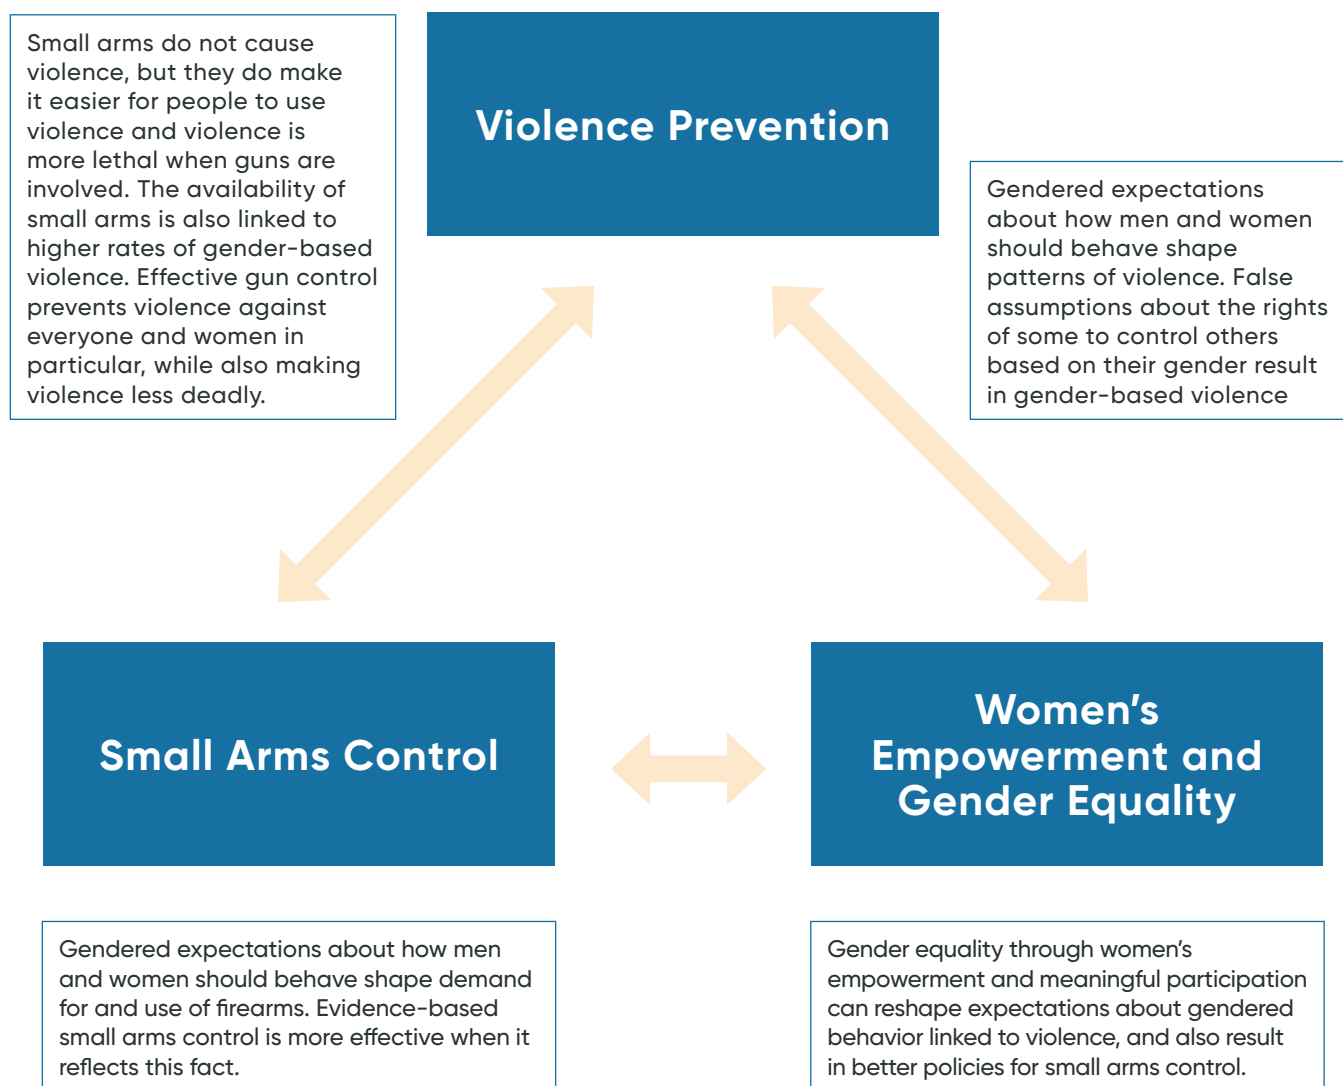 Small arms do not cause
violence, but they do make
it easier for people to use
violence and violence is
more lethal when guns are
involved. The availability of
small arms is also linked to
higher rates of gender-based
violence. Effective gun control
prevents violence against
everyone and women in
particular, while also making
violence less deadly.
Violence Prevention
Gendered expectations
about how men and women
should behave shape
patterns of violence. False
assumptions about the rights
of some to control others
based on their gender result
in gender-based violence
Small Arms Control
Women’s
Empowerment and
Gender Equality
Gendered expectations about how men
and women should behave shape demand
for and use of firearms. Evidence-based
small arms control is more effective when it
reflects this fact.
Gender equality through women’s
empowerment and meaningful participation
can reshape expectations about gendered
behavior linked to violence, and also result
in better policies for small arms control.